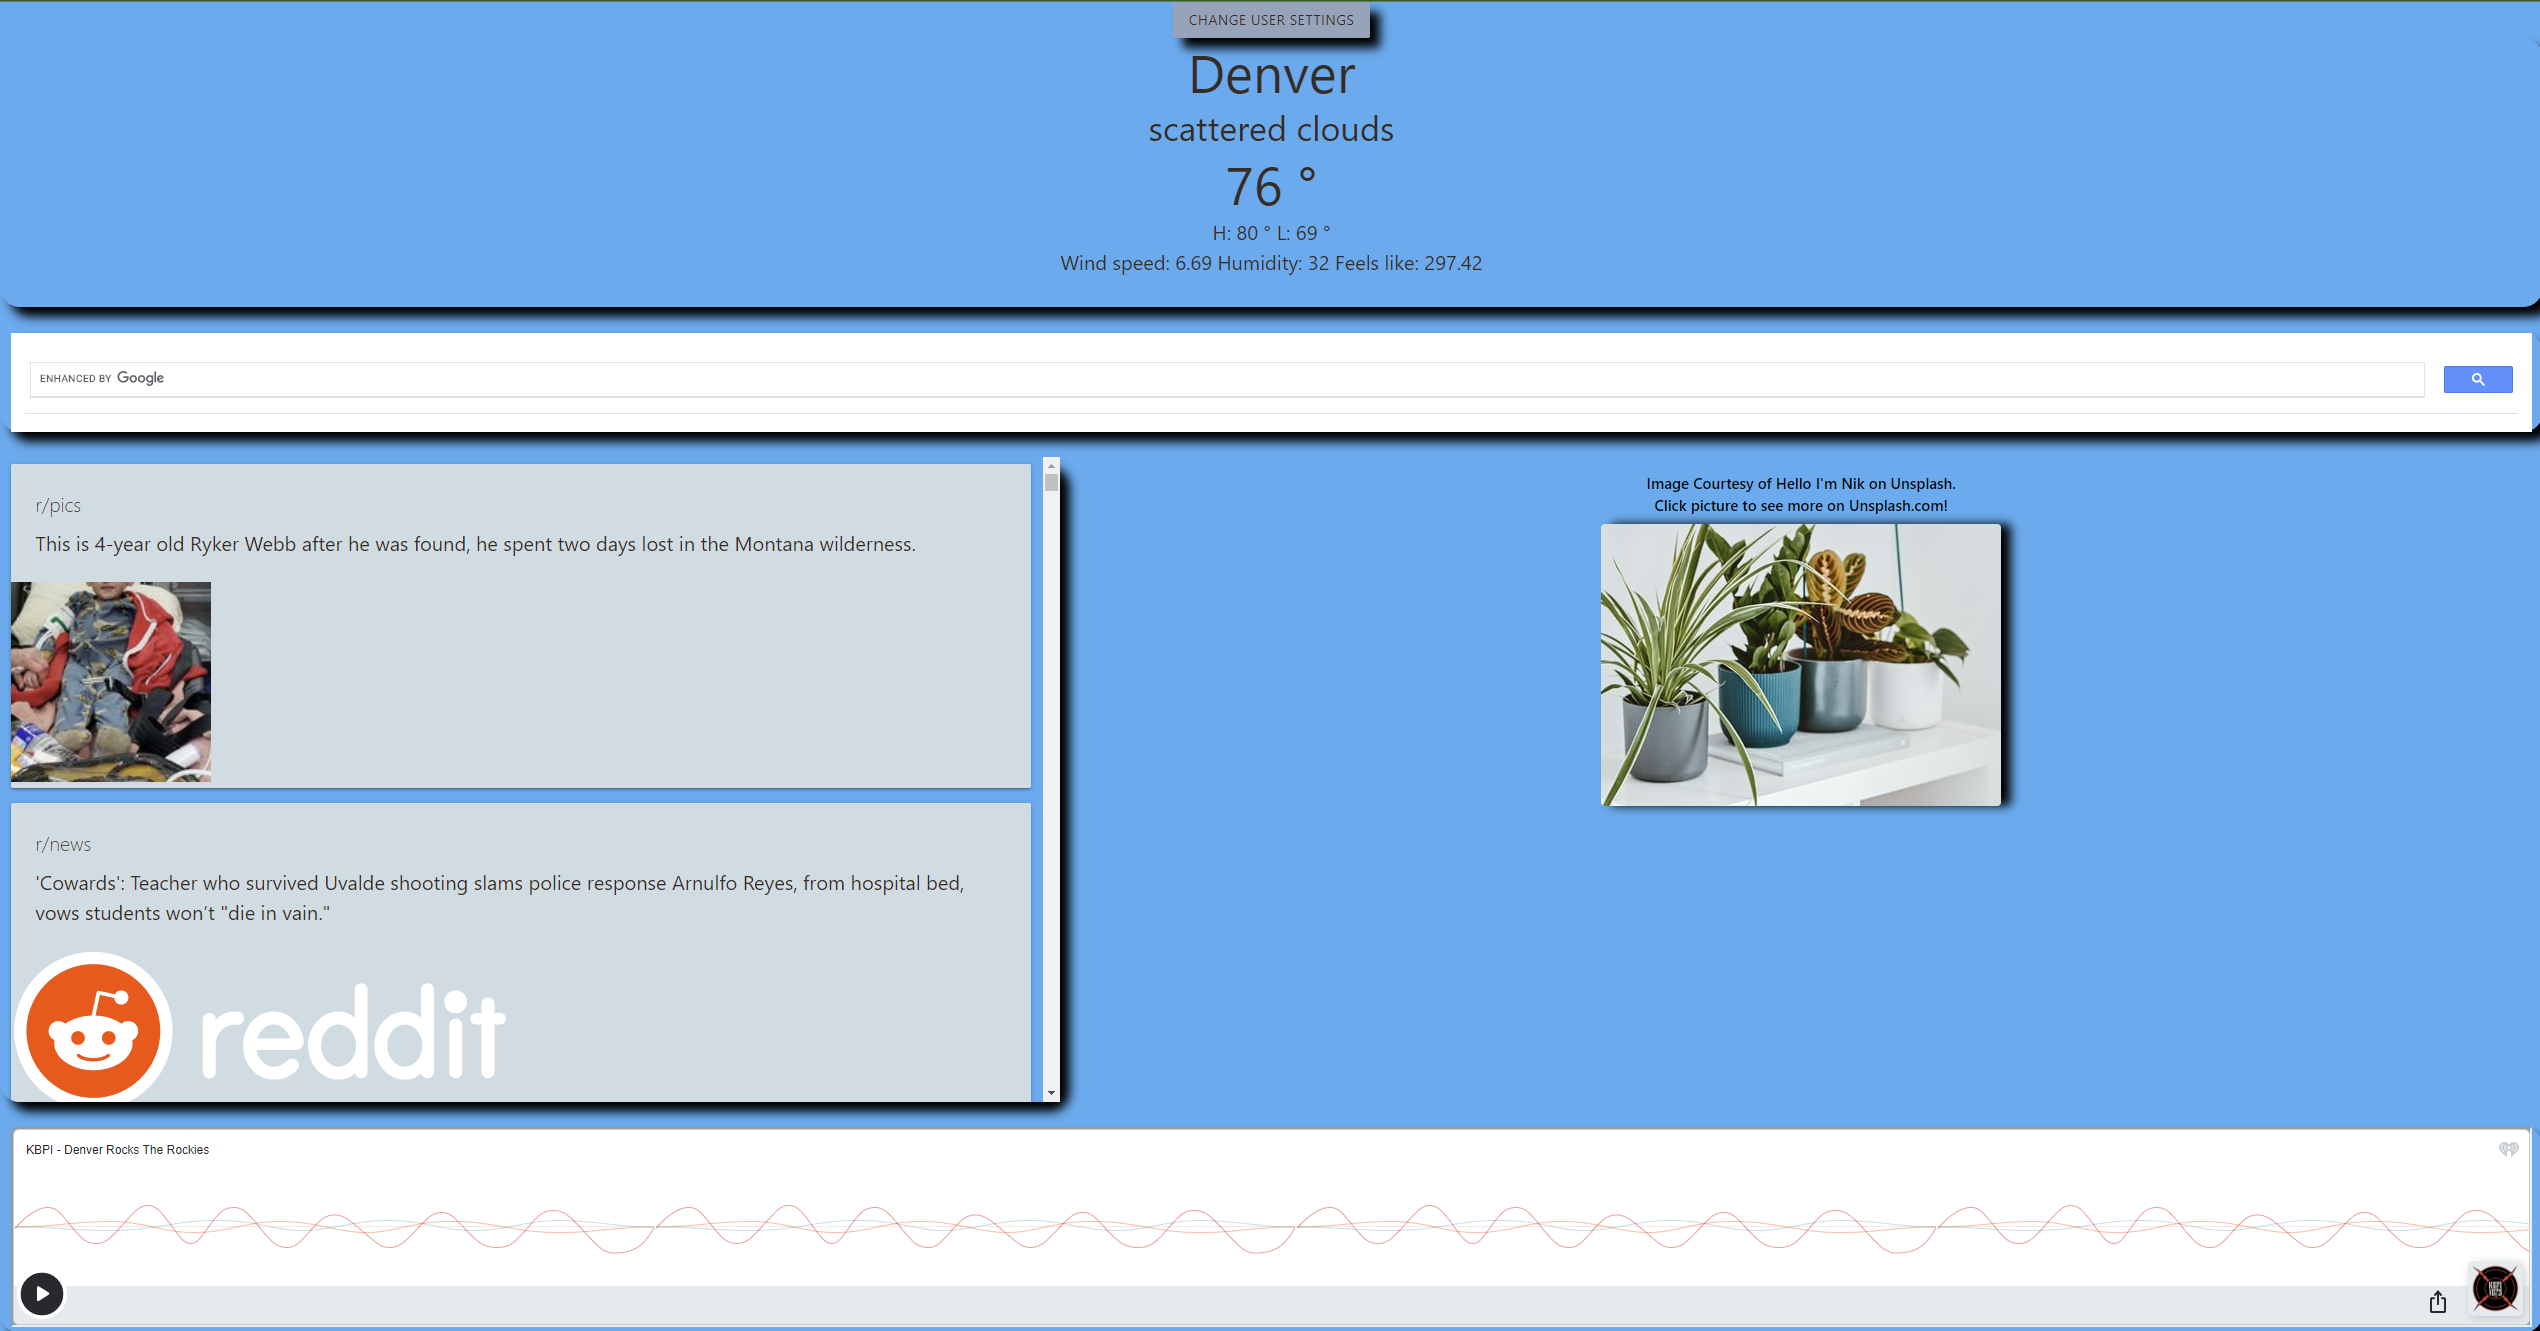 CHANGE USER SETTINGS
Denver
scattered clouds
76 °
H: 80 ° L: 69 °
Wind speed: 6.69 Humidity: 32 Feels like: 297.42
ENHANCED BY Google
r/pics
This is 4-year old Ryker Webb after he was found, he spent two days lost in the Montana wilderness.
Image Courtesy of Hello I'm Nik on Unsplash.
Click picture to see more on Unsplash.com!
r/news
'Cowards': Teacher who survived Uvalde shooting slams police response Arnulfo Reyes, from hospital bed,
vows students won’t "die in vain."
reddit
KBPI - Denver Rocks The Rockies